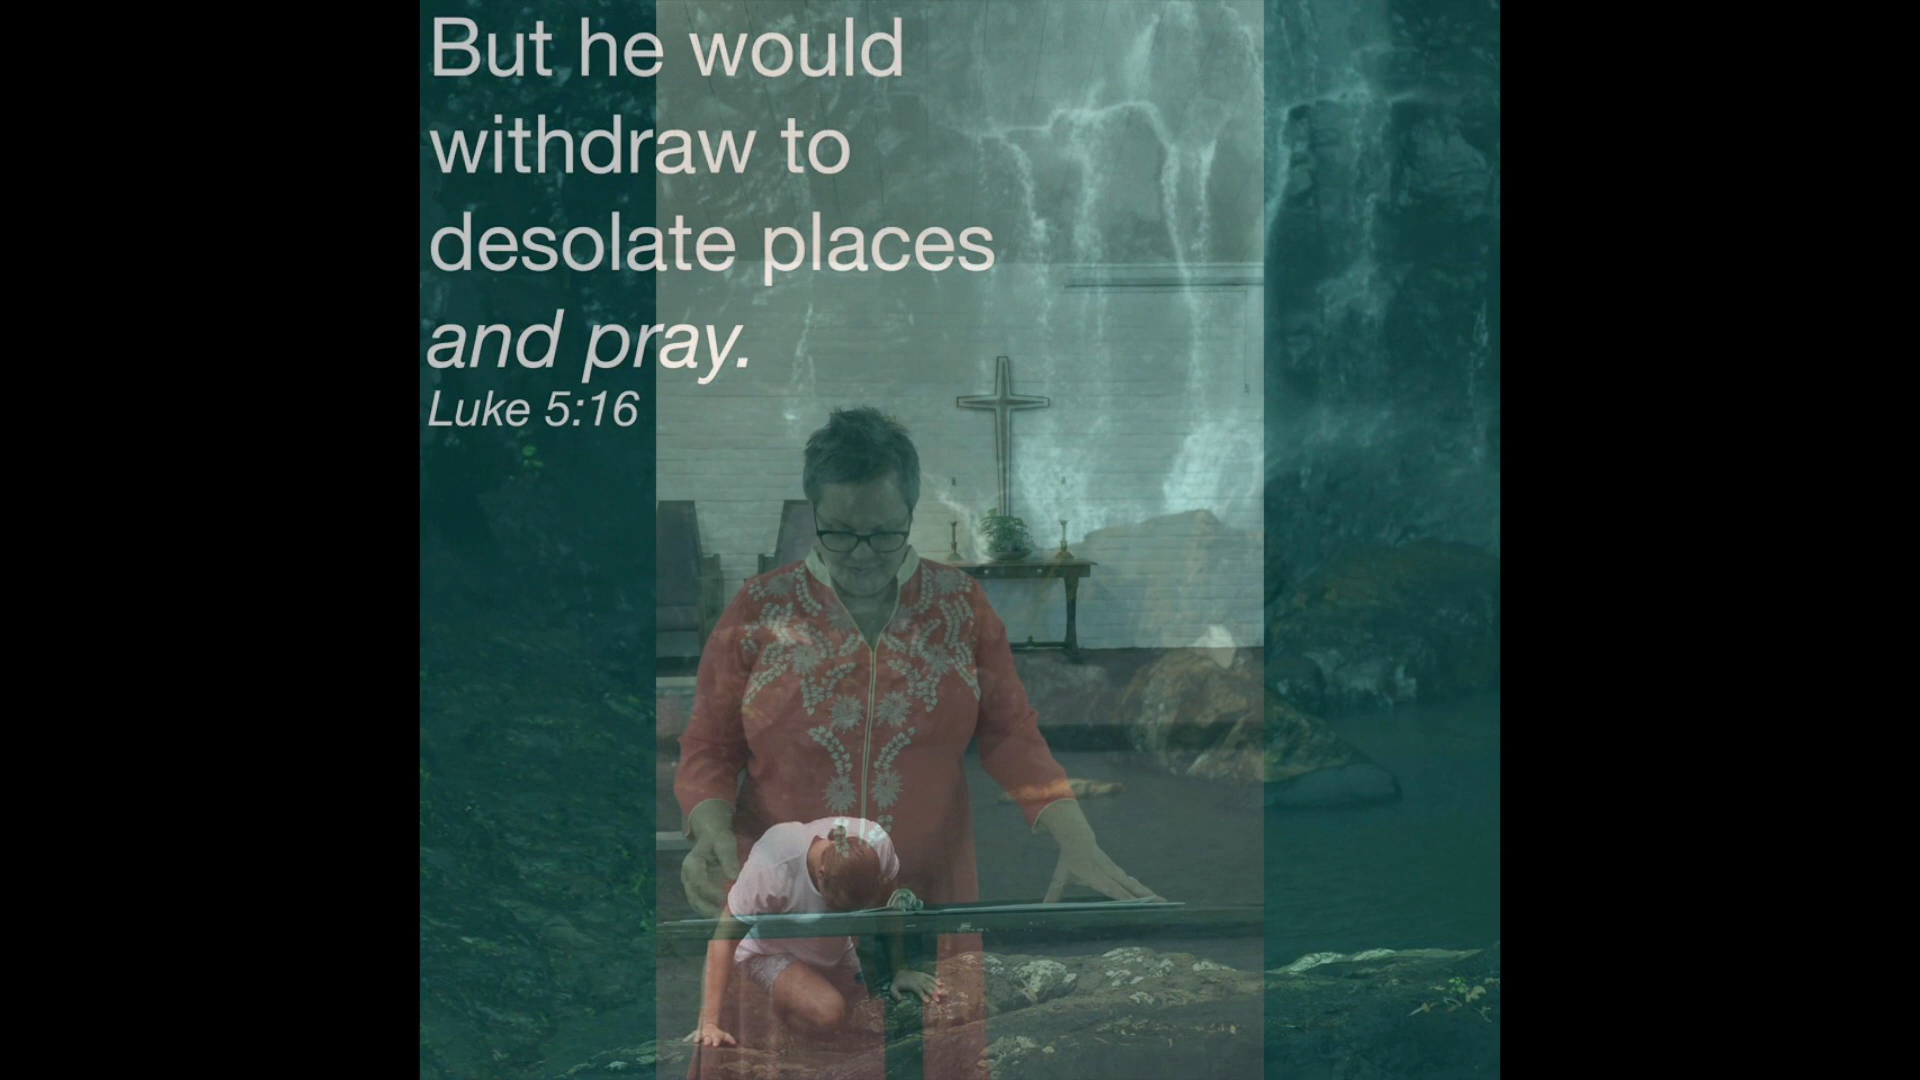 But he would
withdraw to
desolate places
and pray.
Luke 5:16